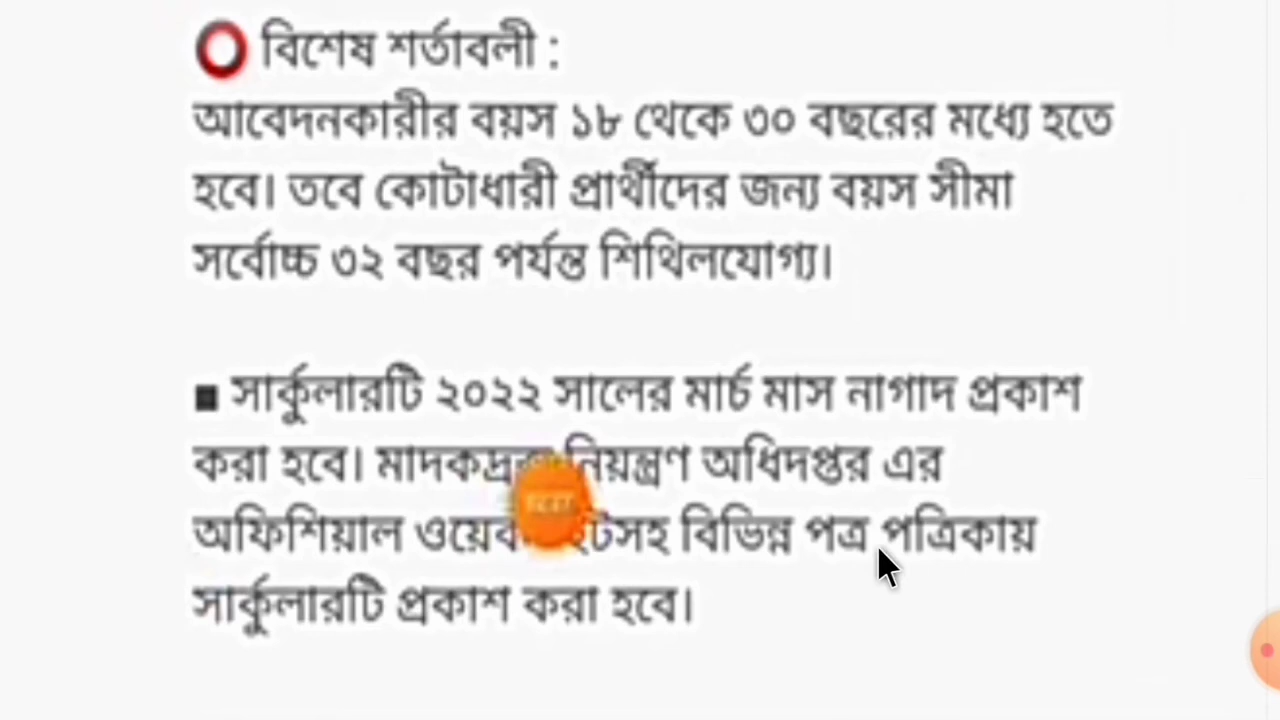 বিশেষ শর্তাবলী :
আবেদনকারীর বয়স ১৮ থেকে ৩০ বছরের মধ্যে হতে
হবে। তবে কোটাধারী প্রার্থীদের জন্য বয়স সীমা
সর্বোচ্চ ৩২ বছর পর্যন্ত শিথিলযোগ্য।
■ সার্কুলারটি ২০২২ সালের মার্চ মাস নাগাদ প্রকাশ
করা হবে। নিয়ন্ত্রণ অধিদপ্তর এর
অফিশিয়াল বিভিন্ন পত্র পত্রিকায়
সার্কুলারটি প্রকাশ করা হবে।